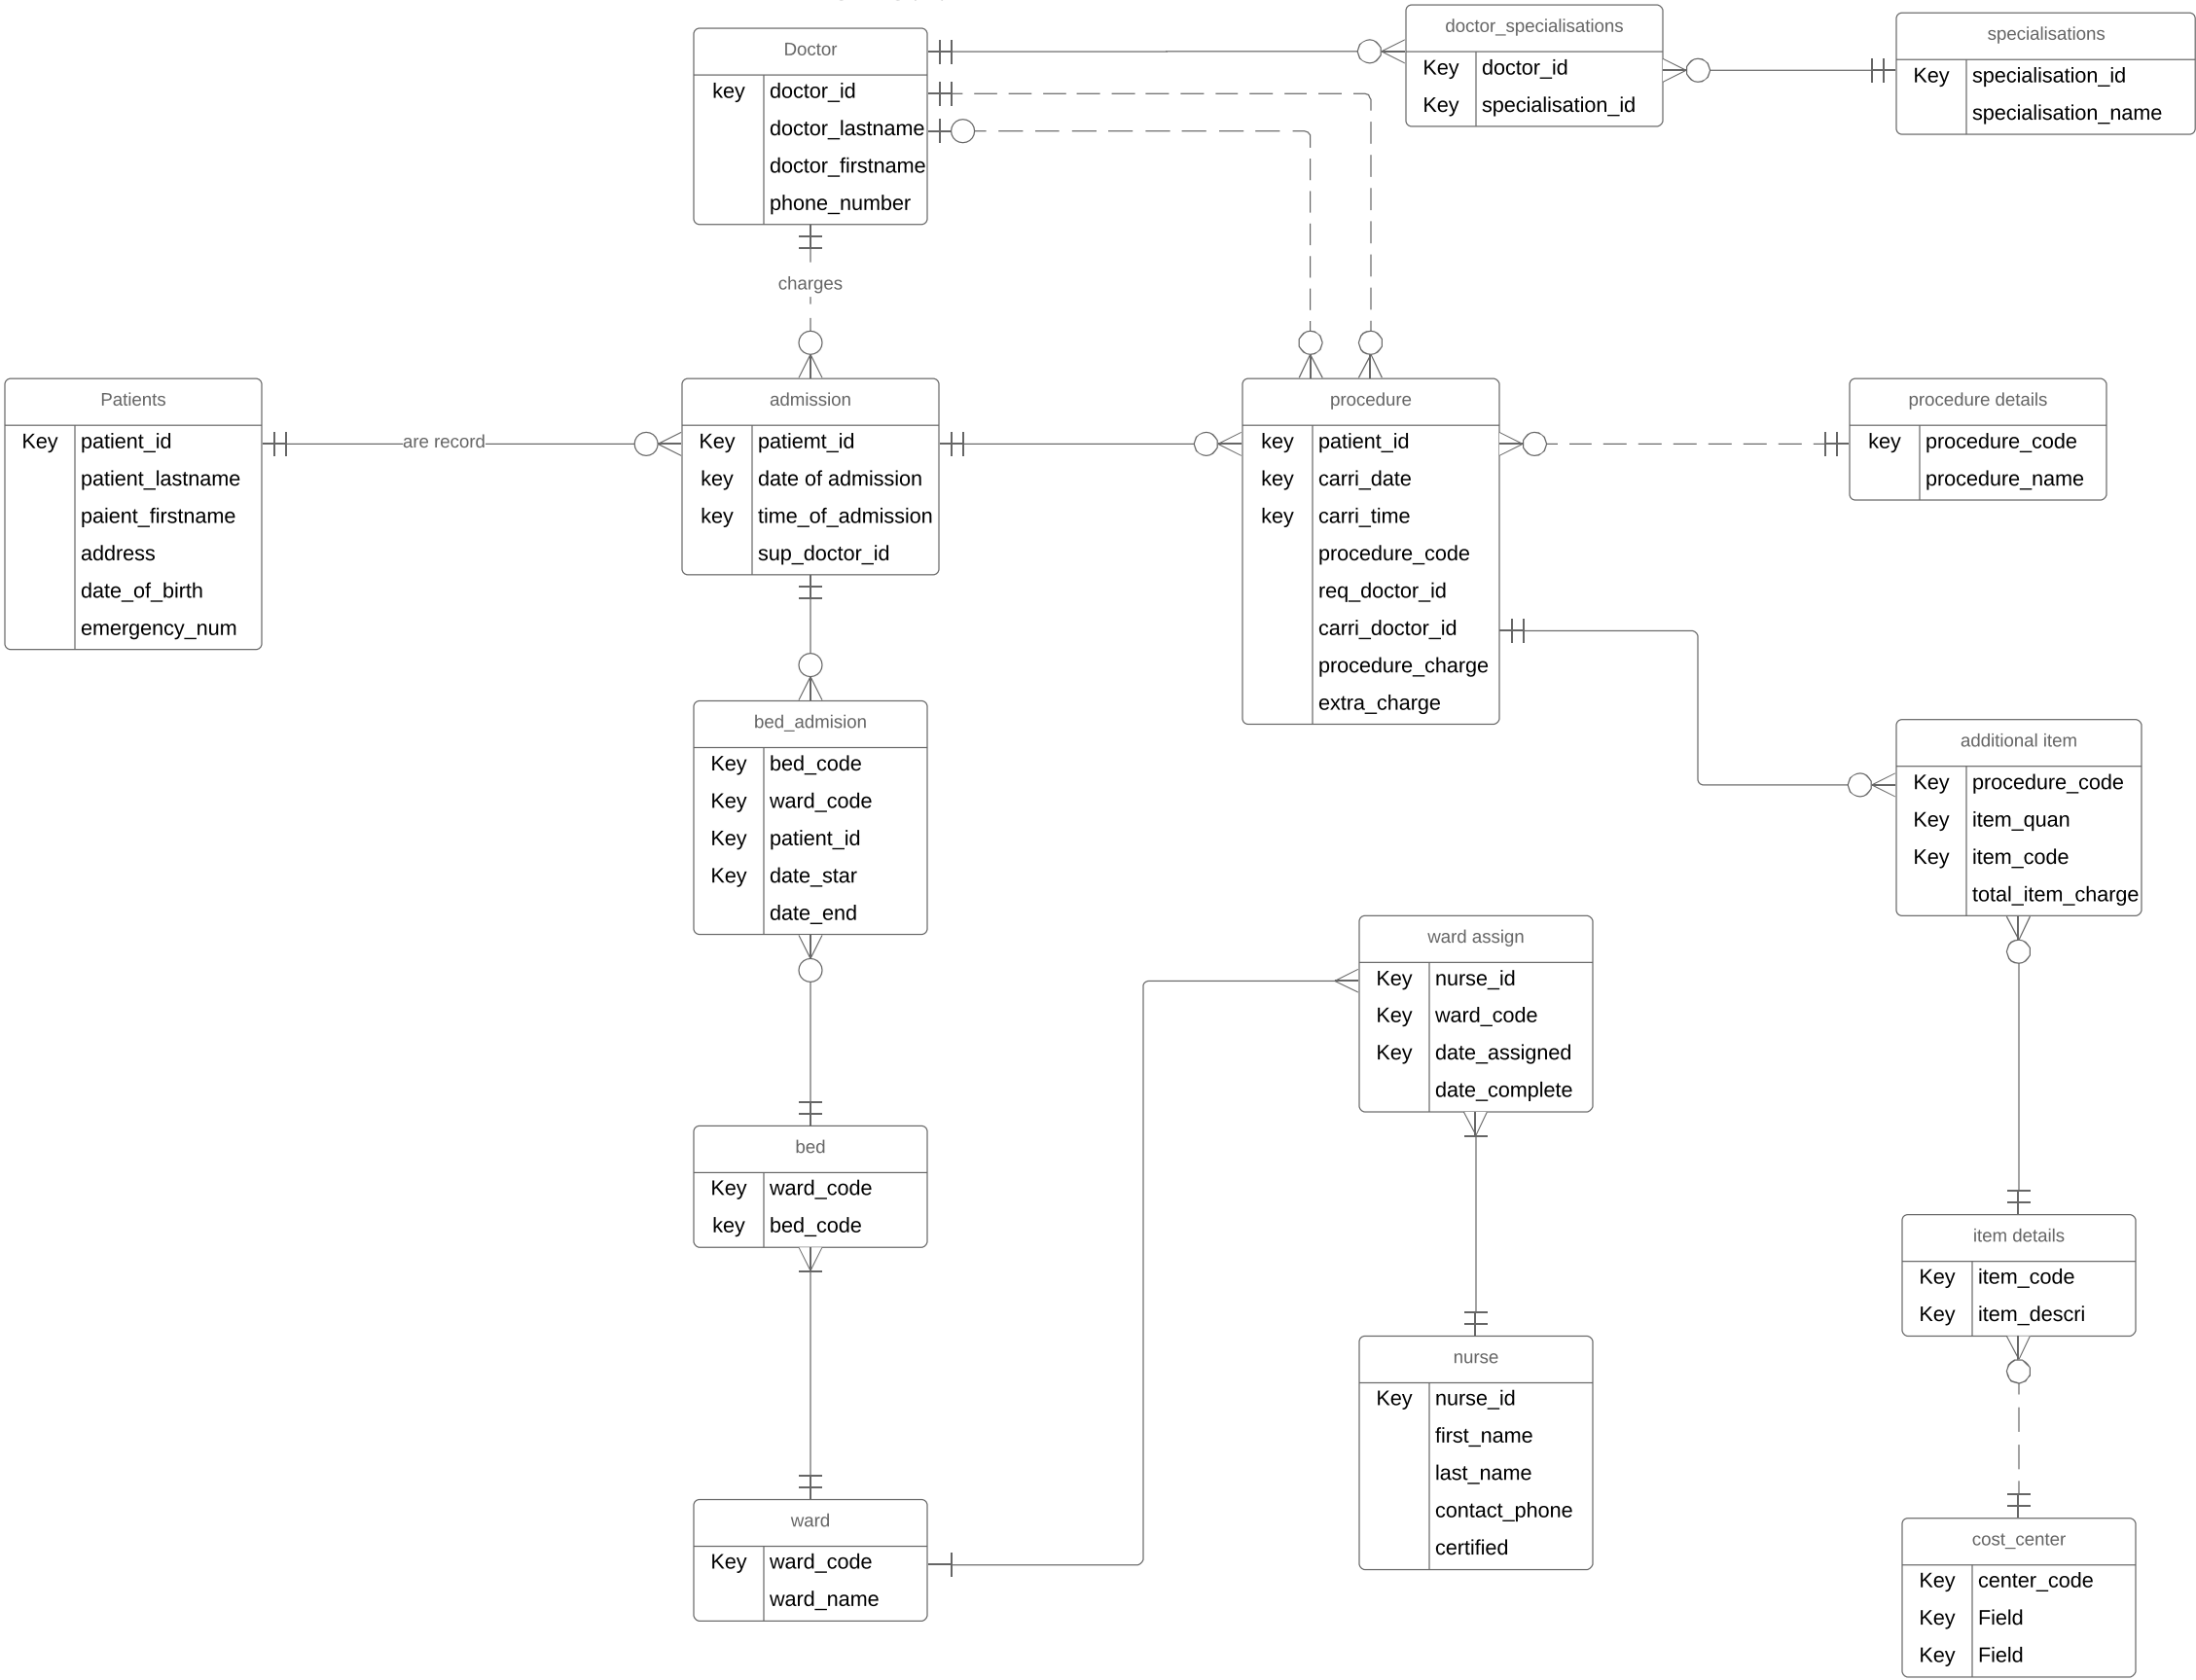 Doctor
key doctor_id
doctor_lastname
doctor_firstname
phone_number
doctor_specialisations
Key doctor_id
Key specialisation_id
specialisations
Key specialisation_id
specialisation_name
charges
Patients
Key patient_id
patient_lastname
paient_firstname
address
date_of_birth
emergency_num
are record
admission
Key patiemt_id
key date of admission
key time_of_admission
sup_doctor_id
procedure
key patient_id
key carri_date
key carri_time
procedure_code
req_doctor_id
carri_doctor_id
procedure_charge
extra_charge
procedure details
key procedure_code
procedure_name
bed_admision
Key bed_code
Key ward_code
Key patient_id
Key date_star
date_end
additional item
Key procedure_code
Key item_quan
Key item_code
total_item_charge
ward assign
Key nurse_id
Key ward_code
Key date_assigned
date_complete
bed
Key ward_code
key bed_code
item details
Key item_code
Key item_descri
nurse
Key nurse_id
first_name
last_name
contact_phone
certified
ward
Key ward_code
ward_name
cost_center
Key center_code
Key Field
Key Field